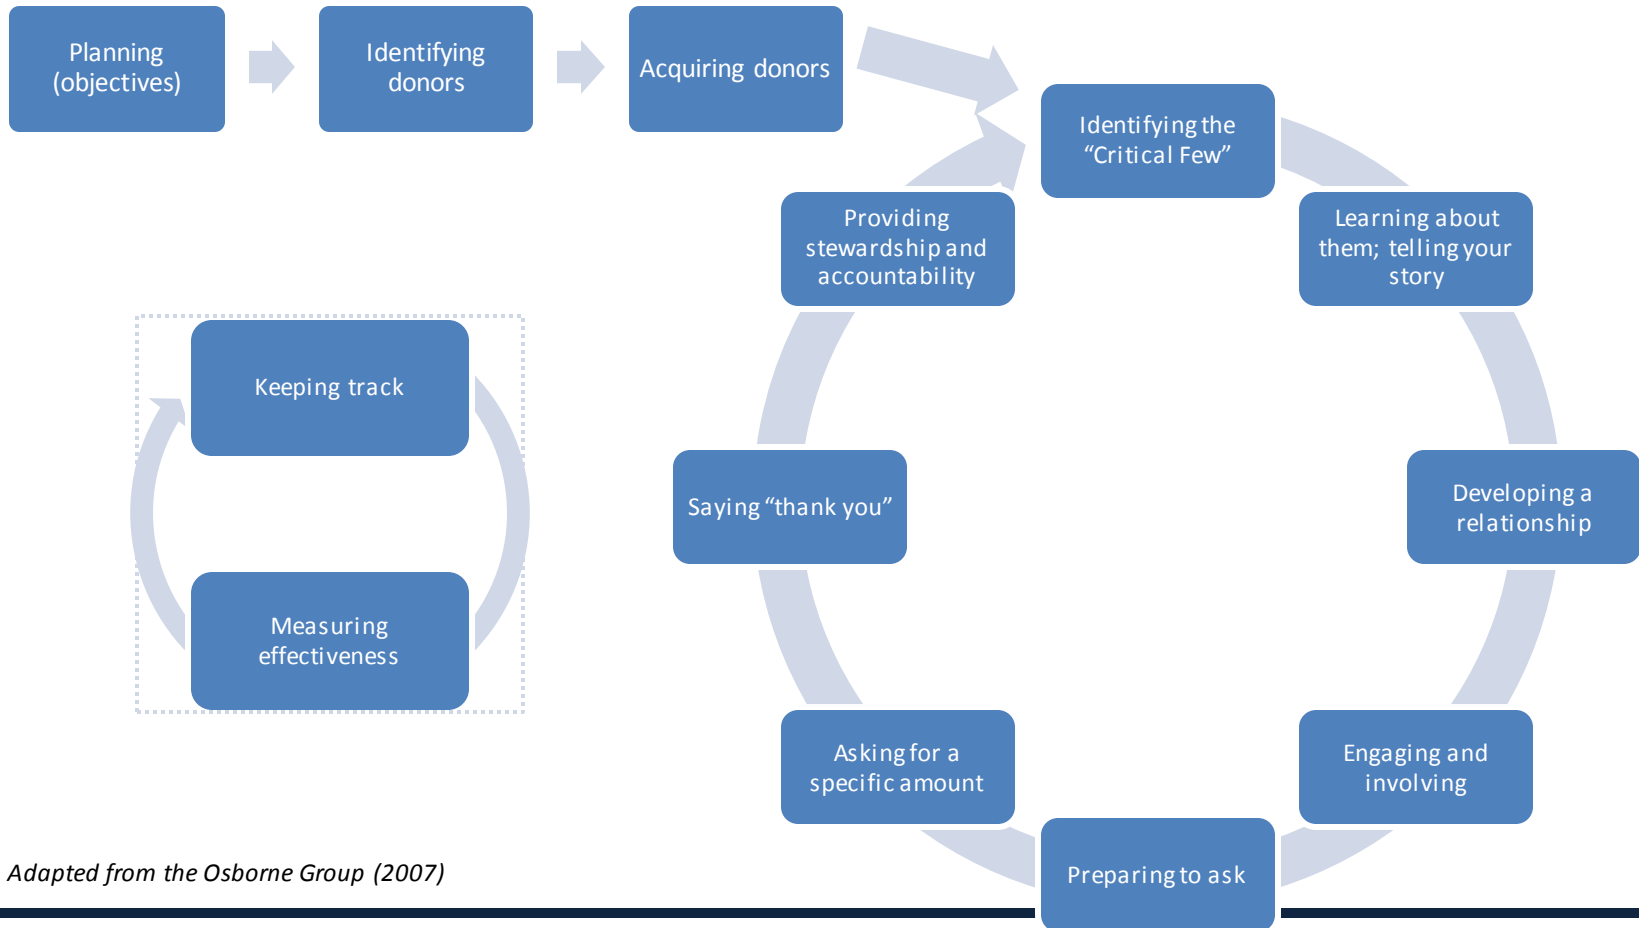 Planning
(objectives)
Identifying
donors
Acquiring donors
Identifying the
“Critical Few”
Learning about
them; telling your
story
Developing a
relationship
Engaging and
involving
Preparing to ask
Asking for a
specific amount
Saying “thank you”
Providing
stewardship and
accountability
Keeping track
Measuring
effectiveness
Adapted from the Osborne Group (2007)